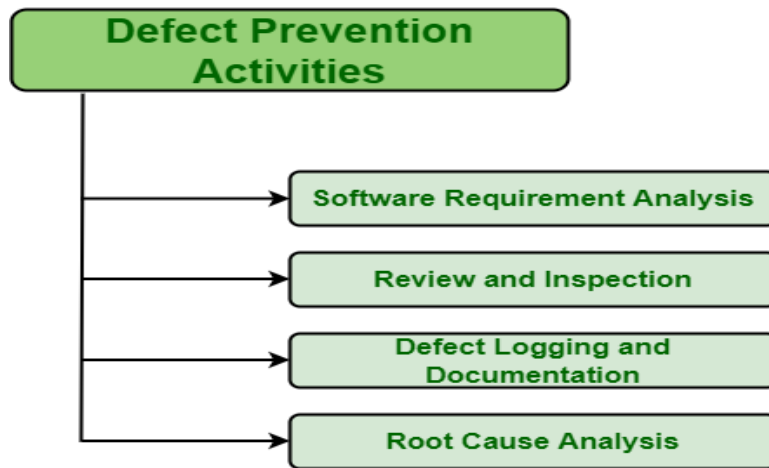 Defect Prevention
Activities
Software Requirement Analysis
Review and Inspection
Defect Logging and
Documentation
Root Cause Analysis